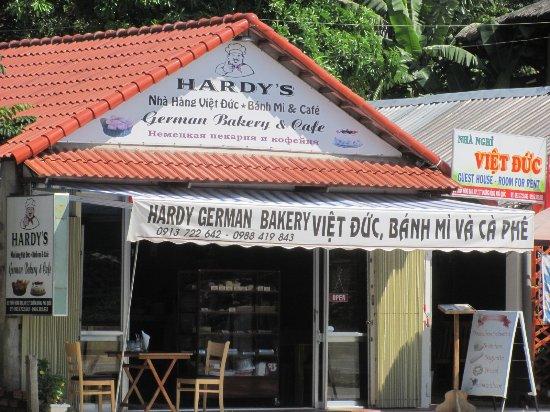 HARDY'S
Nhà Hàng Việt Đức - Bánh Mì & Café
German Bakery & Cafe
Немецкая пекарня и кофейня
NHÀ NGHỈ
VIỆT ĐỨC
GUEST HOUSE - ROOM FOR RENT
HARDY GERMAN BAKERY VIỆT ĐỨC, BÁNH MÌ VÀ CÀ PHÊ
0913 722 642 - 0988 419 843
HARDY'S
German Bakery & Cafe
OPEN